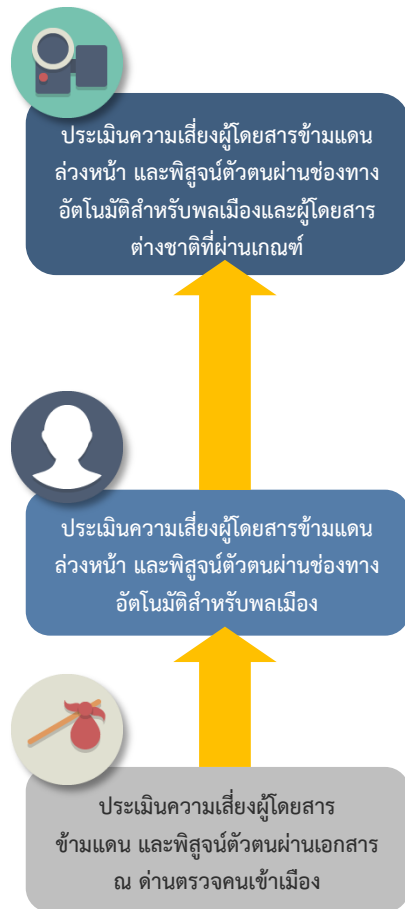 ประเมินความเสี่ยงผู้โดยสารข้ามแดน
ล่วงหน้า และพิสูจน์ตัวตนผ่านช่องทาง
อัตโนมัติสำหรับพลเมืองและผู้โดยสาร
ต่างชาติที่ผ่านเกณฑ์
ประเมินความเสี่ยงผู้โดยสารข้ามแดน
ล่วงหน้า และพิสูจน์ตัวตนผ่านช่องทาง
อัตโนมัติสำหรับพลเมือง
ประเมินความเสี่ยงผู้โดยสาร
ข้ามแดน และพิสูจน์ตัวตนผ่านเอกสาร
ณ ด่านตรวจคนเข้าเมือง